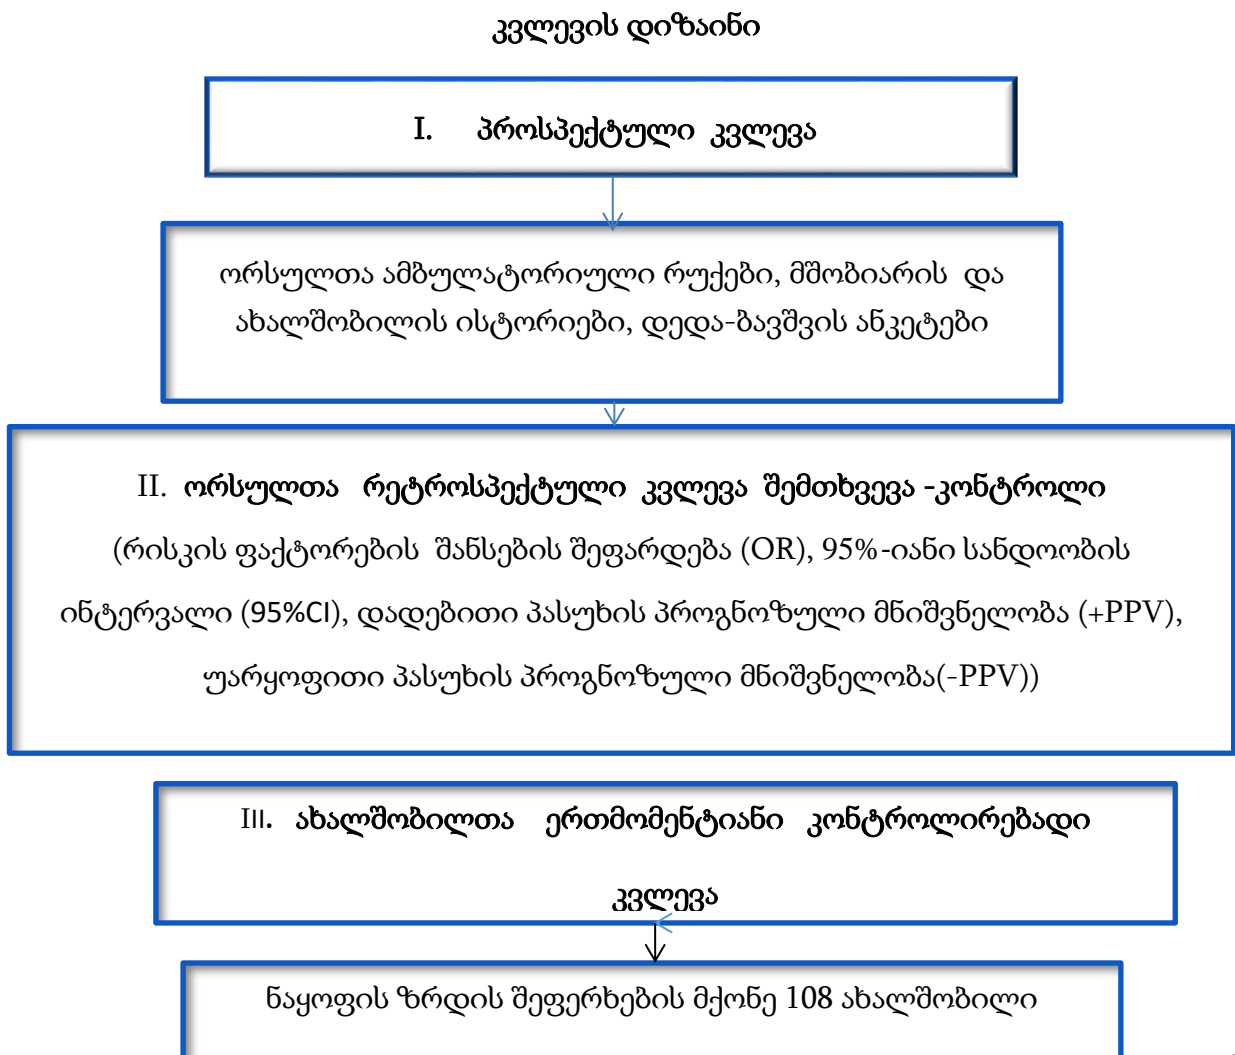 კვლევის დიზაინი
I. პროსპექტული კვლევა
ორსულთა ამბულატორიული რუქები, მშობიარის და
ახალშობილის ისტორიები, დედა-ბავშვის ანკეტები
II. ორსულთა რეტროსპექტული კვლევა შემთხვევა -კონტროლი
(რისკის ფაქტორების შანსების შეფარდება (OR), 95%-იანი სანდოობის
ინტერვალი (95%CI), დადებითი პასუხის პროგნოზული მნიშვნელობა (+PPV),
უარყოფითი პასუხის პროგნოზული მნიშვნელობა(-PPV))
III. ახალშობილთა ერთმომენტიანი კონტროლირებადი
კვლევა
ნაყოფის ზრდის შეფერხების მქონე 108 ახალშობილი